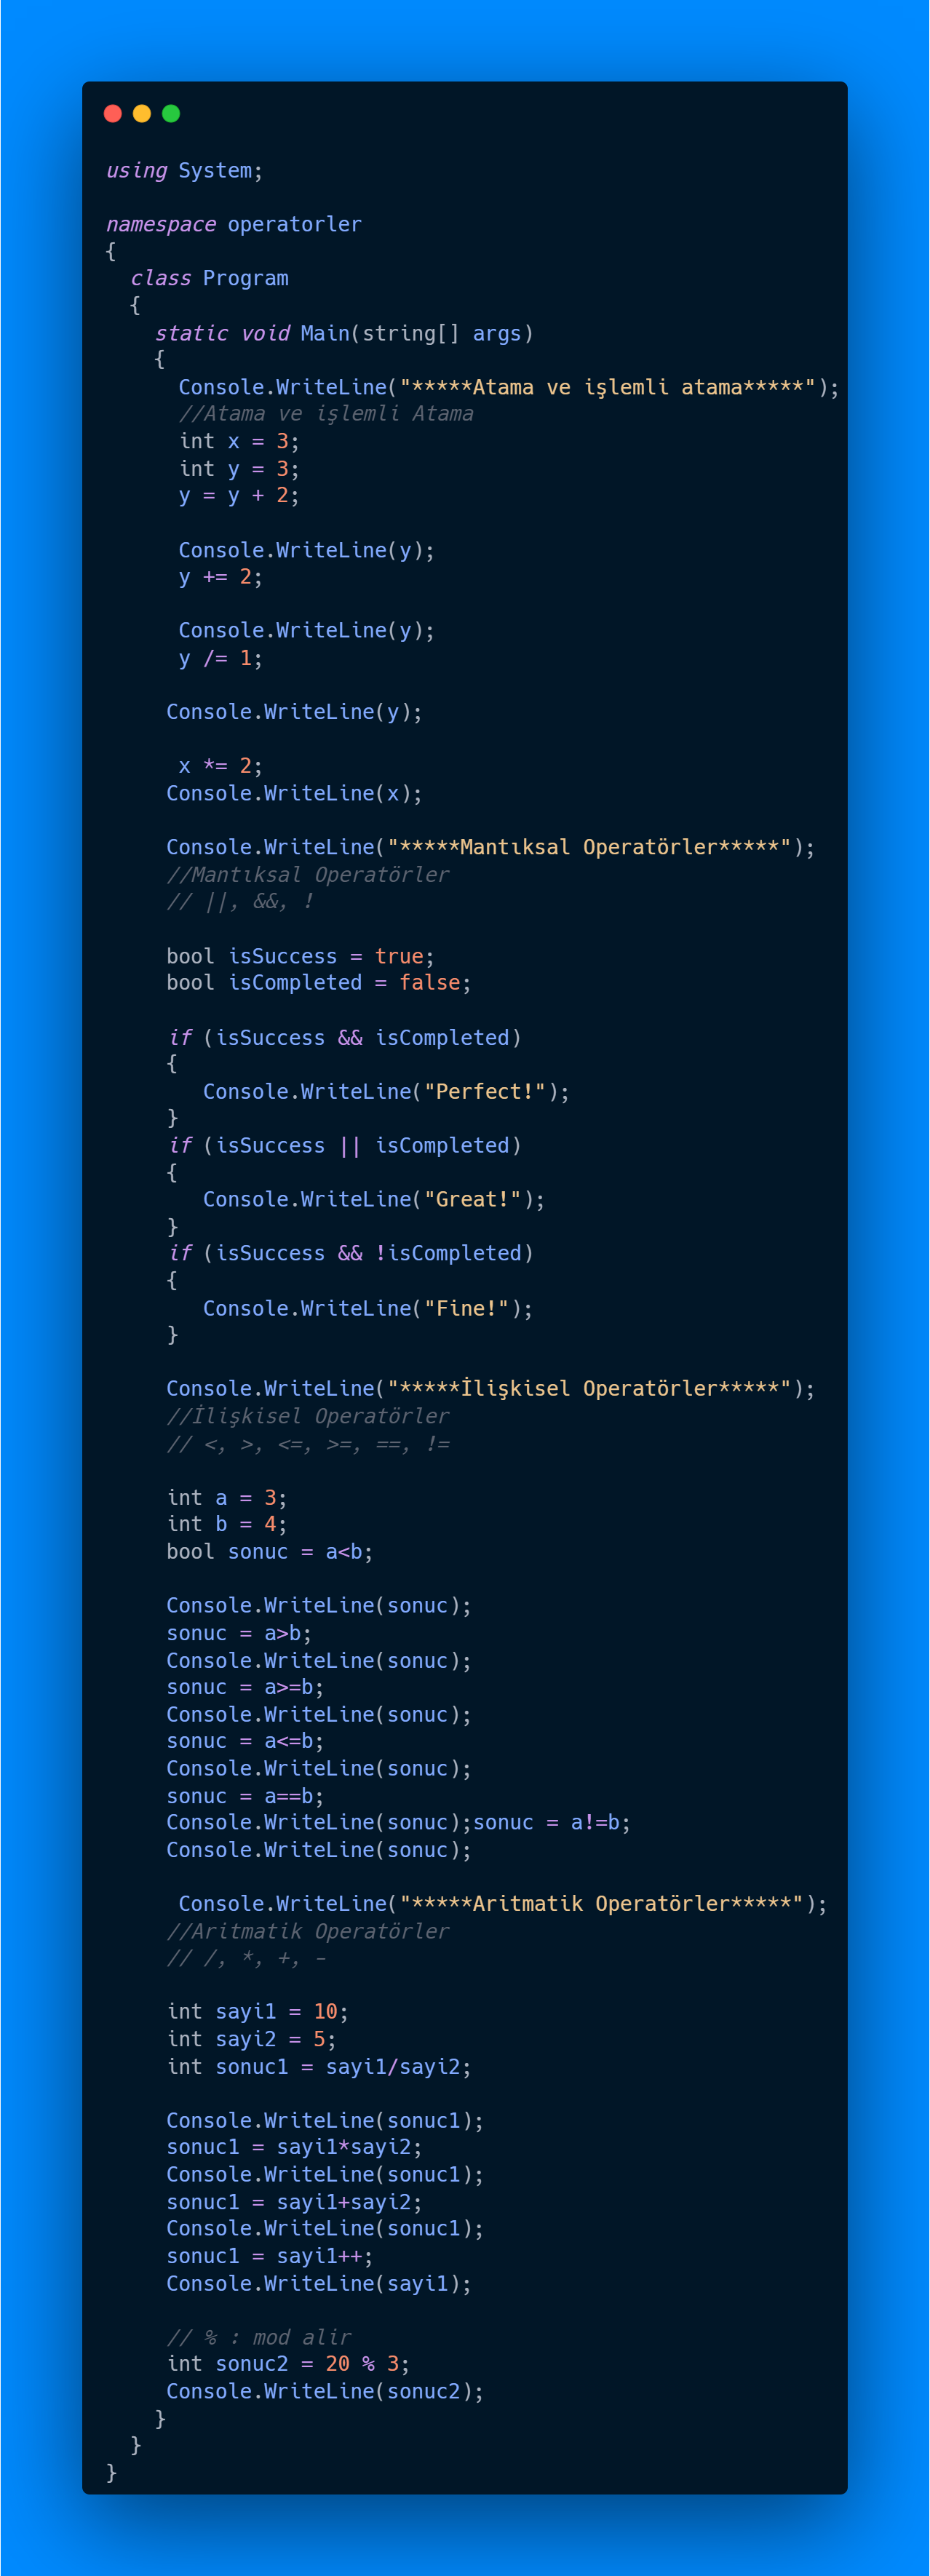 using System;

namespace operatorler
{
  class Program
  {
    static void Main(string[] args)
    {
      Console.WriteLine("*****Atama ve işlemli atama*****");
      //Atama ve işlemli Atama
      int x = 3;
      int y = 3;
      y = y + 2;

      Console.WriteLine(y);
      y += 2;

      Console.WriteLine(y);
      y /= 1;

     Console.WriteLine(y);

      x *= 2;
     Console.WriteLine(x);

     Console.WriteLine("*****Mantıksal Operatörler*****");
     //Mantıksal Operatörler
     // ||, &&, !

     bool isSuccess = true;
     bool isCompleted = false;

     if (isSuccess && isCompleted)
     {
        Console.WriteLine("Perfect!");
     }
     if (isSuccess || isCompleted)
     {
        Console.WriteLine("Great!");
     }
     if (isSuccess && !isCompleted)
     {
        Console.WriteLine("Fine!");
     }

     Console.WriteLine("*****İlişkisel Operatörler*****");
     //İlişkisel Operatörler
     // <, >, <=, >=, ==, !=

     int a = 3;
     int b = 4;
     bool sonuc = a<b;

     Console.WriteLine(sonuc);
     sonuc = a>b;
     Console.WriteLine(sonuc);
     sonuc = a>=b;
     Console.WriteLine(sonuc);
     sonuc = a<=b;
     Console.WriteLine(sonuc);
     sonuc = a==b;
     Console.WriteLine(sonuc);sonuc = a!=b;
     Console.WriteLine(sonuc);

      Console.WriteLine("*****Aritmatik Operatörler*****");
     //Aritmatik Operatörler
     // /, *, +, -

     int sayi1 = 10;
     int sayi2 = 5;
     int sonuc1 = sayi1/sayi2;

     Console.WriteLine(sonuc1);
     sonuc1 = sayi1*sayi2;
     Console.WriteLine(sonuc1);
     sonuc1 = sayi1+sayi2;
     Console.WriteLine(sonuc1);
     sonuc1 = sayi1++;
     Console.WriteLine(sayi1);

     // % : mod alir
     int sonuc2 = 20 % 3;
     Console.WriteLine(sonuc2);
    }
  }
}